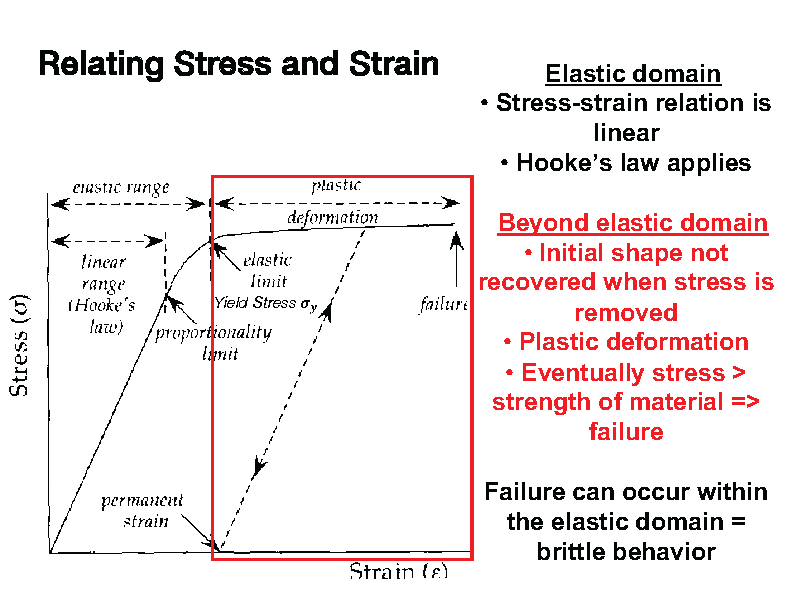 Relating Stress and Strain
elastic range
plastic
deformation
linear
range
(Hooke's
law)
elastic
limit
Yield Stress σy
failure
proportionality
limit
permanent
strain
Stress (σ)
Strain (ε)
Elastic domain
• Stress-strain relation is
linear
• Hooke’s law applies
Beyond elastic domain
• Initial shape not
recovered when stress is
removed
• Plastic deformation
• Eventually stress >
strength of material =>
failure
Failure can occur within
the elastic domain =
brittle behavior